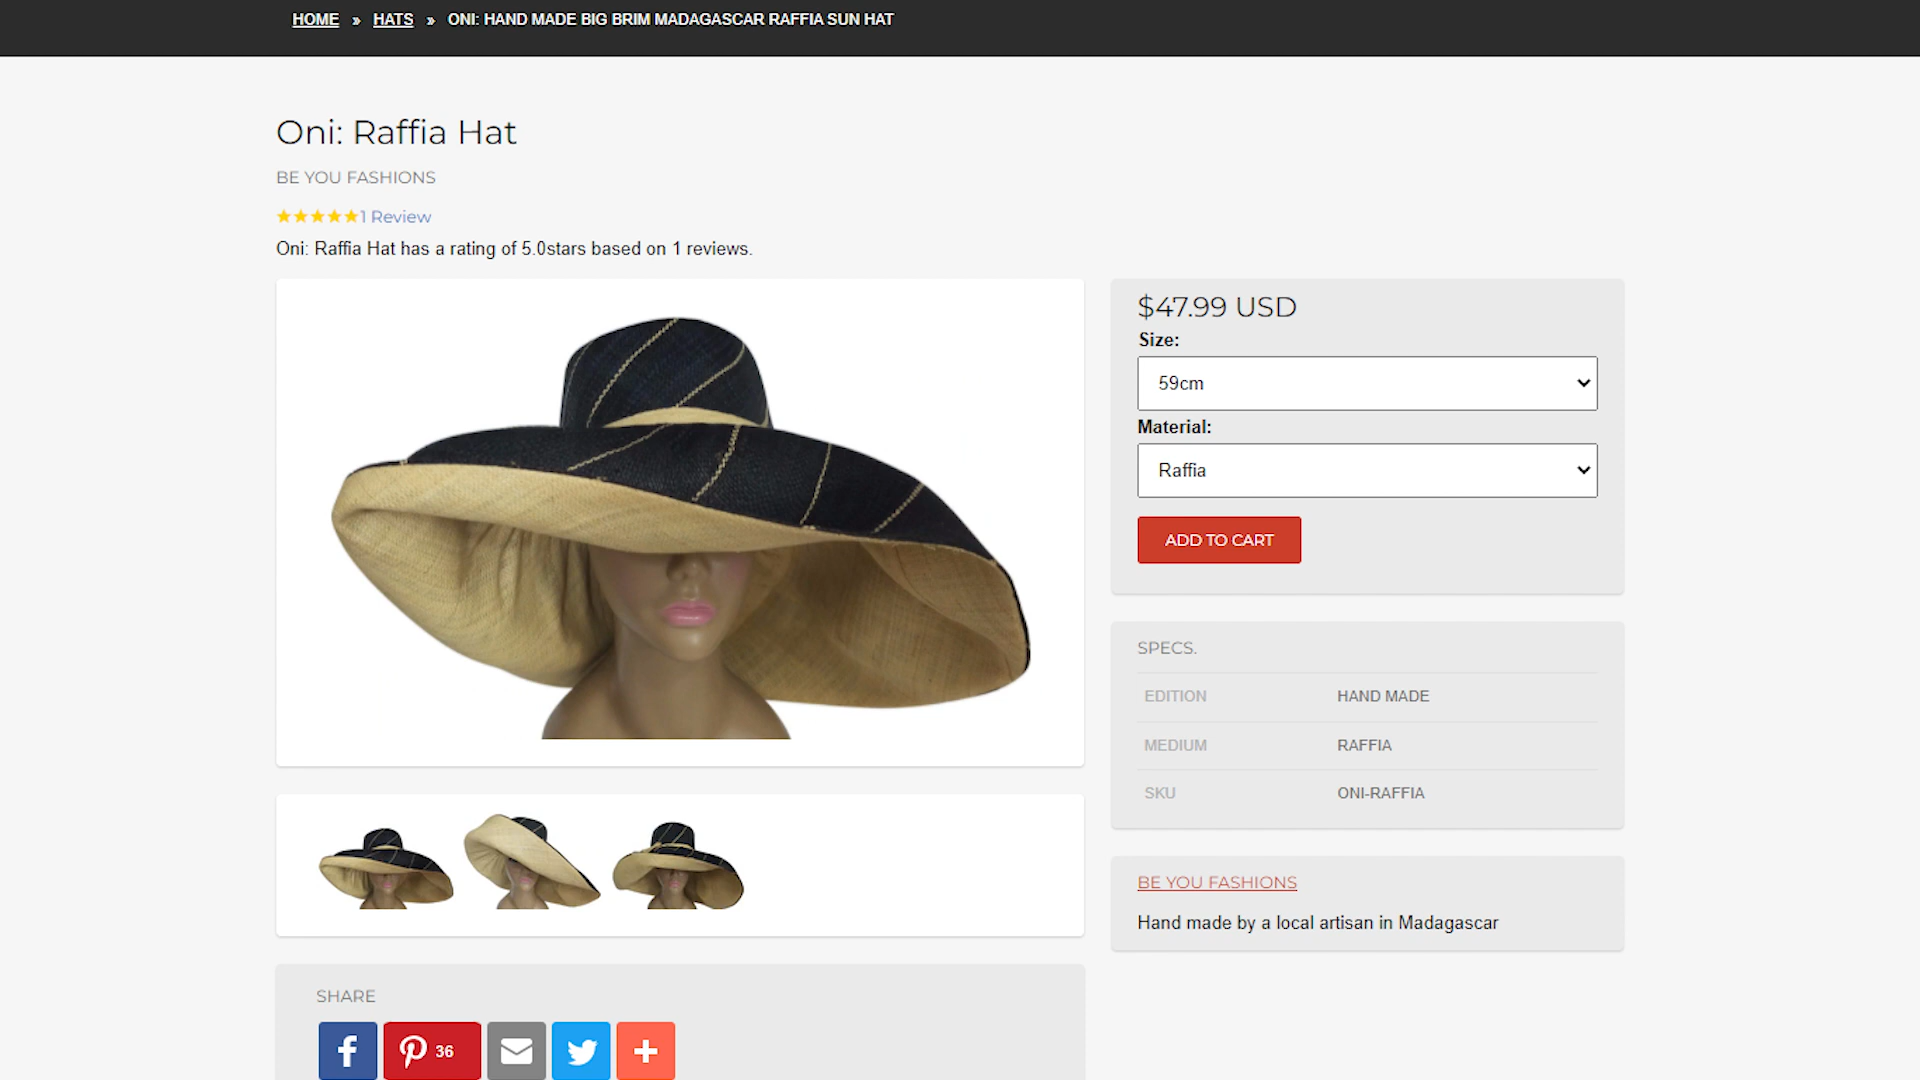 HOME » HATS » ONI: HAND MADE BIG BRIM MADAGASCAR RAFFIA SUN HAT
Oni: Raffia Hat
BE YOU FASHIONS
★★★★★1 Review
Oni: Raffia Hat has a rating of 5.0stars based on 1 reviews.
$47.99 USD
Size:
59cm
Material:
Raffia
ADD TO CART
SPECS.
EDITION HAND MADE
MEDIUM RAFFIA
SKU ONI-RAFFIA
BE YOU FASHIONS
Hand made by a local artisan in Madagascar
SHARE
36